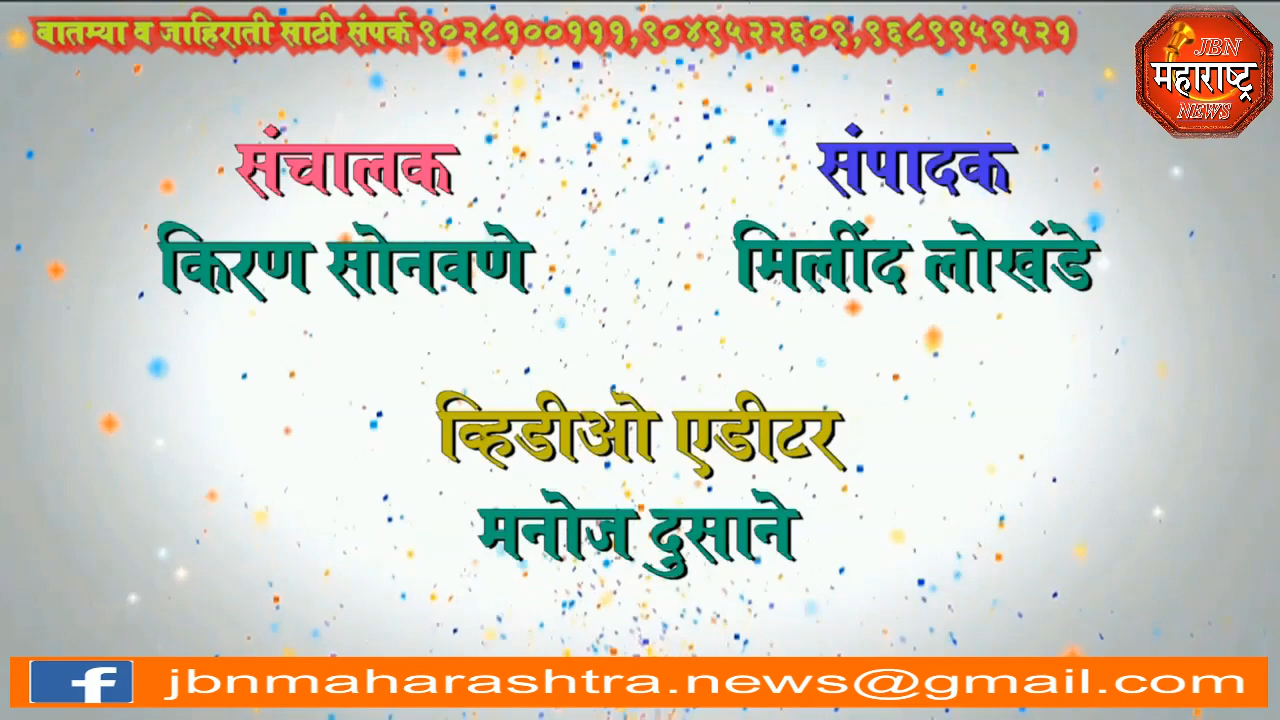 बातम्या व जाहिराती साठी संपर्क ९०२८१००१११,९०४९५२२६०९,९६८९९५९५२१
JBN
महाराष्ट्र
NEWS
संचालक
किरण सोनवणे
संपादक
मिलींद लोखंडे
व्हिडीओ एडीटर
मनोज दुसाने
f jbnmaharashtra.news@gmail.com